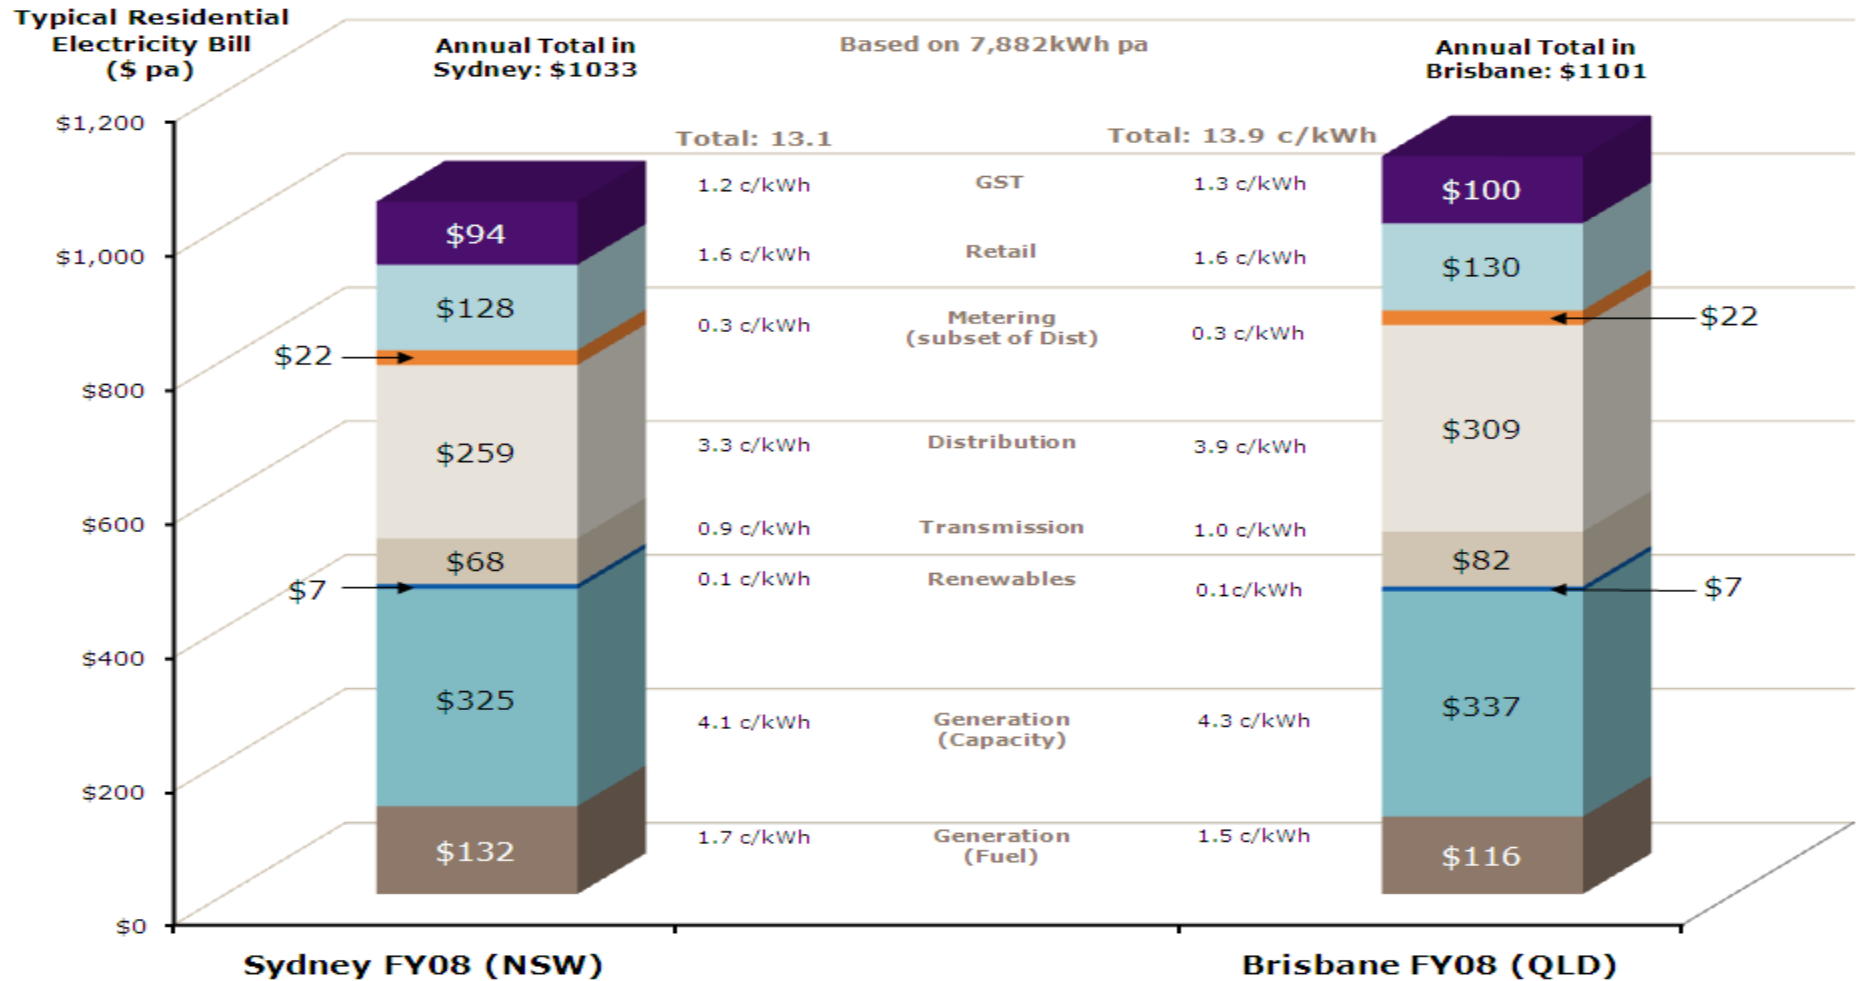 Typical Residential
Electricity Bill
($ pa)
Annual Total in
Sydney: $1033
Based on 7,882kWh pa
Annual Total in
Brisbane: $1101
$1,200
$1,000
$800
$600
$400
$200
$0
Total: 13.1
Total: 13.9 c/kWh
$94
1.2 c/kWh
GST
1.3 c/kWh
$100
$128
1.6 c/kWh
Retail
1.6 c/kWh
$130
$22
0.3 c/kWh
Metering
(subset of Dist)
0.3 c/kWh
$22
$259
3.3 c/kWh
Distribution
3.9 c/kWh
$309
$68
0.9 c/kWh
Transmission
1.0 c/kWh
$82
$7
0.1 c/kWh
Renewables
0.1c/kWh
$7
$325
4.1 c/kWh
Generation
(Capacity)
4.3 c/kWh
$337
$132
1.7 c/kWh
Generation
(Fuel)
1.5 c/kWh
$116
Sydney FY08 (NSW)
Brisbane FY08 (QLD)